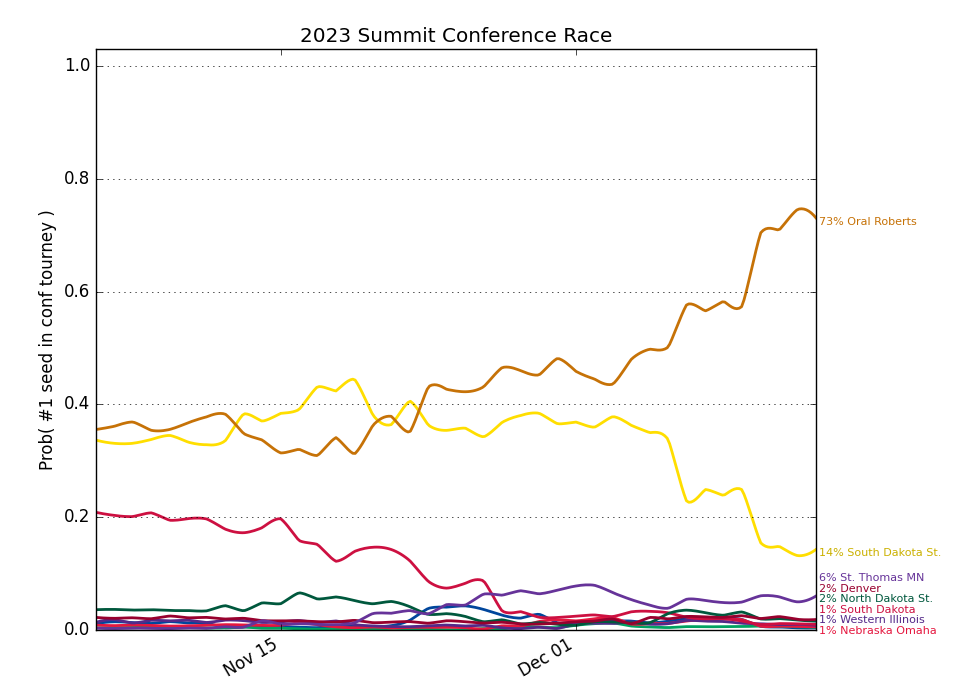 2023 Summit Conference Race
Prob( #1 seed in conf tourney )
1.0
0.8
0.6
0.4
0.2
0.0
Nov 15
Dec 01
73% Oral Roberts
14% South Dakota St.
6% St. Thomas MN
2% Denver
2% North Dakota St.
1% South Dakota
1% Western Illinois
1% Nebraska Omaha